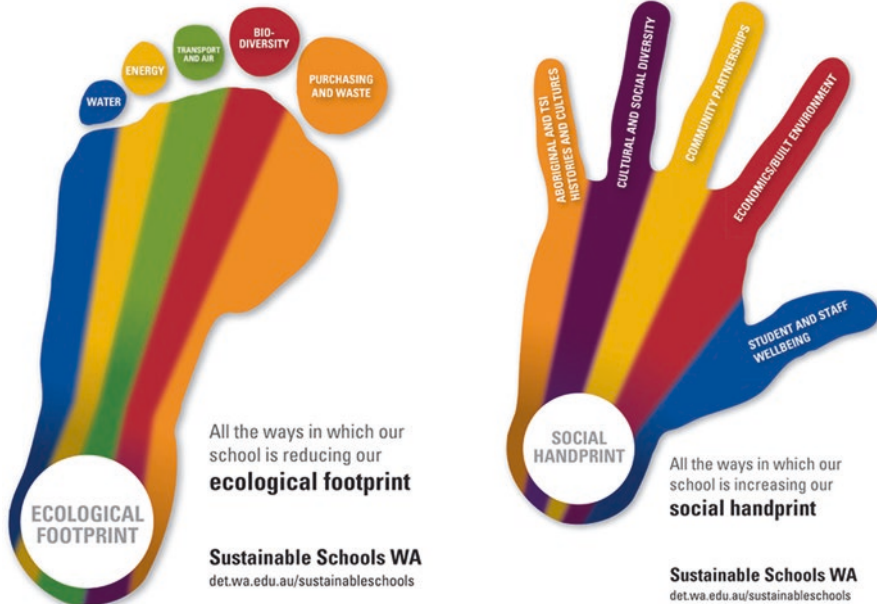 WATER
ENERGY
TRANSPORT
AND AIR
BIO-
DIVERSITY
PURCHASING
AND WASTE
ECOLOGICAL
FOOTPRINT
All the ways in which our
school is reducing our
ecological footprint
Sustainable Schools WA
det.wa.edu.au/sustainableschools
ABORIGINAL AND TSI
HISTORIES AND CULTURES
CULTURAL AND SOCIAL DIVERSITY
COMMUNITY PARTNERSHIPS
ECONOMICS/BUILT ENVIRONMENT
STUDENT AND STAFF
WELLBEING
SOCIAL
HANDPRINT
All the ways in which our
school is increasing our
social handprint
Sustainable Schools WA
det.wa.edu.au/sustainableschools